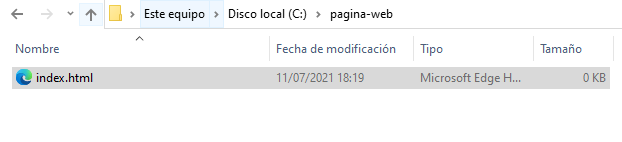 Este equipo > Disco local (C:) > pagina-web
Nombre Fecha de modificación Tipo Tamaño
index.html 11/07/2021 18:19 Microsoft Edge H... 0 KB